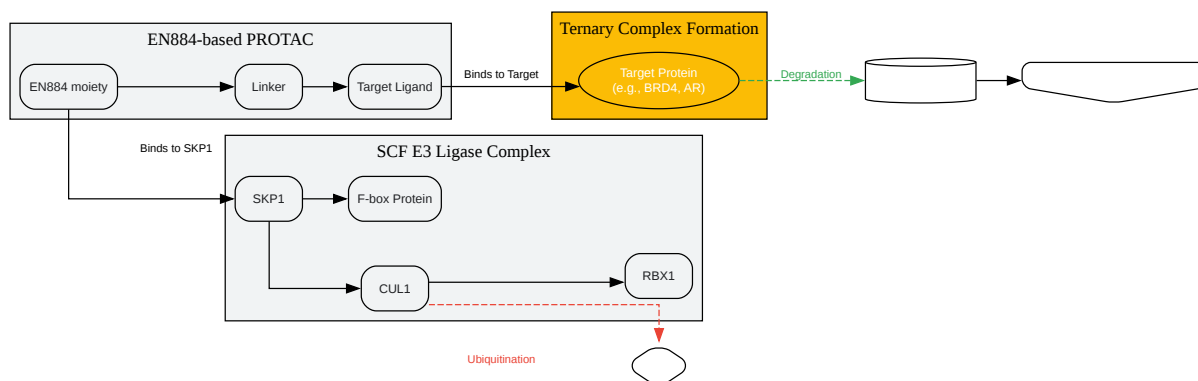 EN884-based PROTAC
EN884 moiety
Linker
Target Ligand
Binds to Target
Ternary Complex Formation
Target Protein
(e.g., BRD4, AR)
Degradation
Binds to SKP1
SCF E3 Ligase Complex
SKP1
F-box Protein
CUL1
RBX1
Ubiquitination